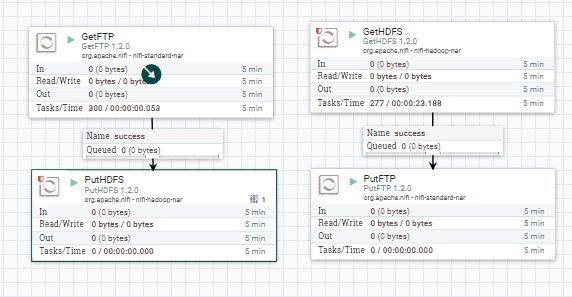 GetFTP
GetFTP 1.2.0
org.apache.nifi - nifi-standard-nar
In 0 (0 bytes) 5 min
Read/Write 0 bytes / 0 bytes 5 min
Out 0 (0 bytes) 5 min
Tasks/Time 300 / 00:00:00.053 5 min
Name success
Queued 0 (0 bytes)
PutHDFS
PutHDFS 1.2.0
org.apache.nifi - nifi-hadoop-nar
1
In 0 (0 bytes) 5 min
Read/Write 0 bytes / 0 bytes 5 min
Out 0 (0 bytes) 5 min
Tasks/Time 0 / 00:00:00.000 5 min
GetHDFS
GetHDFS 1.2.0
org.apache.nifi - nifi-hadoop-nar
In 0 (0 bytes) 5 min
Read/Write 0 bytes / 0 bytes 5 min
Out 0 (0 bytes) 5 min
Tasks/Time 277 / 00:00:23.188 5 min
Name success
Queued 0 (0 bytes)
PutFTP
PutFTP 1.2.0
org.apache.nifi - nifi-standard-nar
In 0 (0 bytes) 5 min
Read/Write 0 bytes / 0 bytes 5 min
Out 0 (0 bytes) 5 min
Tasks/Time 0 / 00:00:00.000 5 min